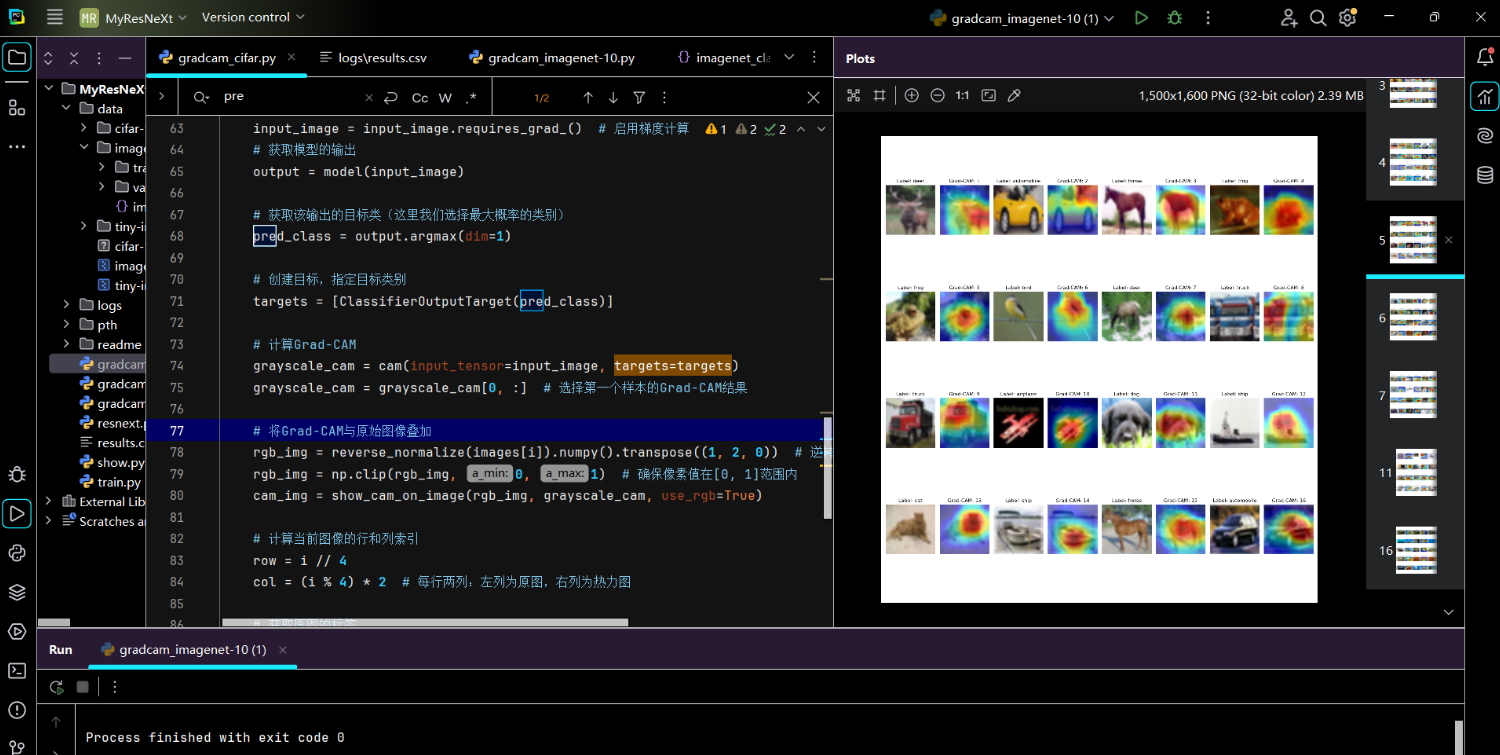 MR MyResNeXt Version control gradcam_imagenet-10 (1)
gradcam_cifar.py logs\results.csv gradcam_imagenet-10.py {} imagenet_cla
Plots
pre Cc W .* 1/2
1:1 1,500x1,600 PNG (32-bit color) 2.39 MB
MyResNeXt
data
cifar-
image
tra
va
{} im
tiny-i
cifar-
image
tiny-i
logs
pth
readme
gradcam
gradcam
gradcam
resnext.p
results.c
show.py
train.py
External Lib
Scratches a
63 input_image = input_image.requires_grad_() # 启用梯度计算 1 2 2
64 # 获取模型的输出
65 output = model(input_image)
66
67 # 获取该输出的目标类（这里我们选择最大概率的类别）
68 pred_class = output.argmax(dim=1)
69
70 # 创建目标，指定目标类别
71 targets = [ClassifierOutputTarget(pred_class)]
72
73 # 计算Grad-CAM
74 grayscale_cam = cam(input_tensor=input_image, targets=targets)
75 grayscale_cam = grayscale_cam[0, :] # 选择第一个样本的Grad-CAM结果
76
77 # 将Grad-CAM与原始图像叠加
78 rgb_img = reverse_normalize(images[i]).numpy().transpose((1, 2, 0)) # 逆
79 rgb_img = np.clip(rgb_img, a_min: 0, a_max: 1) # 确保像素值在[0, 1]范围内
80 cam_img = show_cam_on_image(rgb_img, grayscale_cam, use_rgb=True)
81
82 # 计算当前图像的行和列索引
83 row = i // 4
84 col = (i % 4) * 2 # 每行两列：左列为原图，右列为热力图
85
86 # 获取原图的标签
Label: deer Grad-CAM: 1 Label: automobile Grad-CAM: 2 Label: horse Grad-CAM: 3 Label: frog Grad-CAM: 4
Label: frog Grad-CAM: 5 Label: bird Grad-CAM: 6 Label: deer Grad-CAM: 7 Label: truck Grad-CAM: 8
Label: truck Grad-CAM: 9 Label: airplane Grad-CAM: 10 Label: dog Grad-CAM: 11 Label: ship Grad-CAM: 12
Label: cat Grad-CAM: 13 Label: ship Grad-CAM: 14 Label: horse Grad-CAM: 15 Label: automobile Grad-CAM: 16
3
4
5
6
7
11
16
Run gradcam_imagenet-10 (1)
Process finished with exit code 0